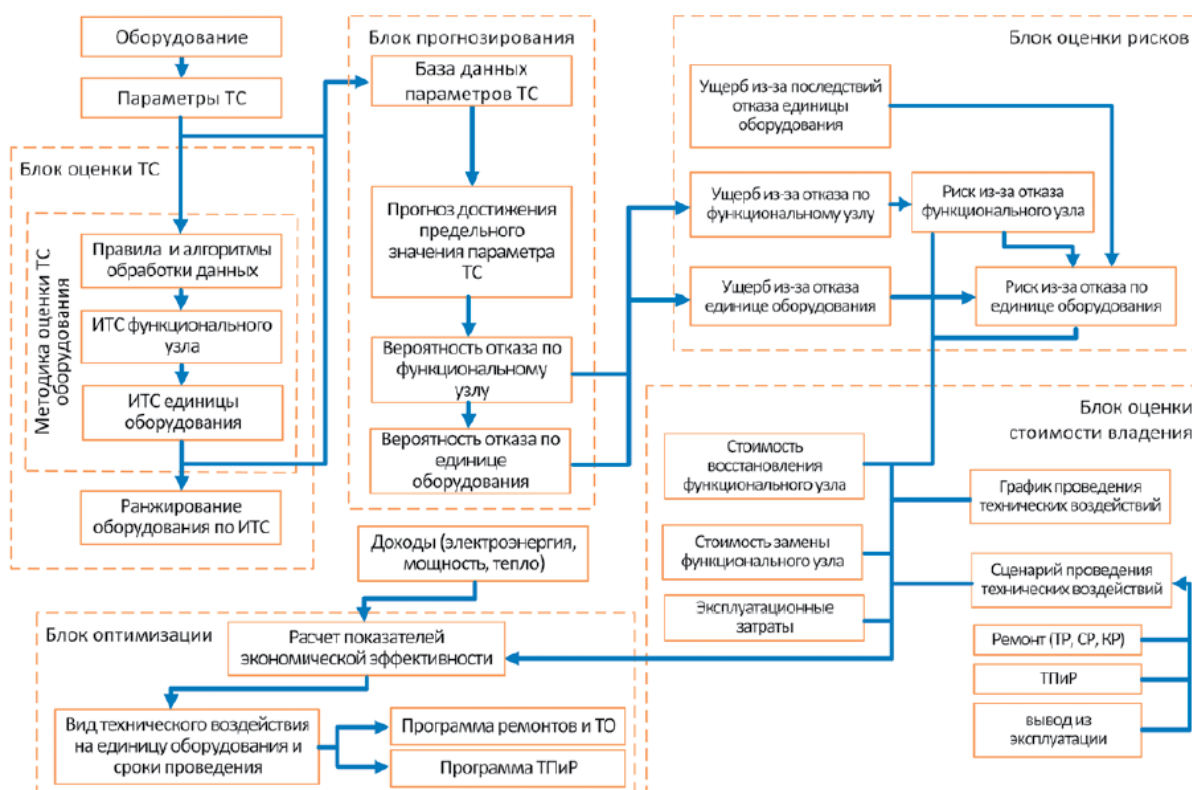 Оборудование
Параметры ТС
Блок оценки ТС
Методика оценки ТС
оборудования
Правила и алгоритмы
обработки данных
ИТС функционального
узла
ИТС единицы
оборудования
Ранжирование
оборудования по ИТС
Блок прогнозирования
База данных
параметров ТС
Прогноз достижения
предельного
значения параметра
ТС
Вероятность отказа по
функциональному
узлу
Вероятность отказа по
единице
оборудования
Блок оценки рисков
Ущерб из-за последствий
отказа единицы
оборудования
Ущерб из-за отказа по
функциональному узлу
Риск из-за отказа
функционального узла
Ущерб из-за отказа
единице оборудования
Риск из-за отказа по
единице оборудования
Блок оценки
стоимости владения
Стоимость
восстановления
функционального узла
График проведения
технических воздействий
Стоимость замены
функционального узла
Сценарий проведения
технических воздействий
Эксплуатационные
затраты
Ремонт (ТР, СР, КР)
ТПиР
вывод из
эксплуатации
Доходы (электроэнергия,
мощность, тепло)
Блок оптимизации
Расчет показателей
экономической эффективности
Вид технического воздействия
на единицу оборудования и
сроки проведения
Программа ремонтов и ТО
Программа ТПиР